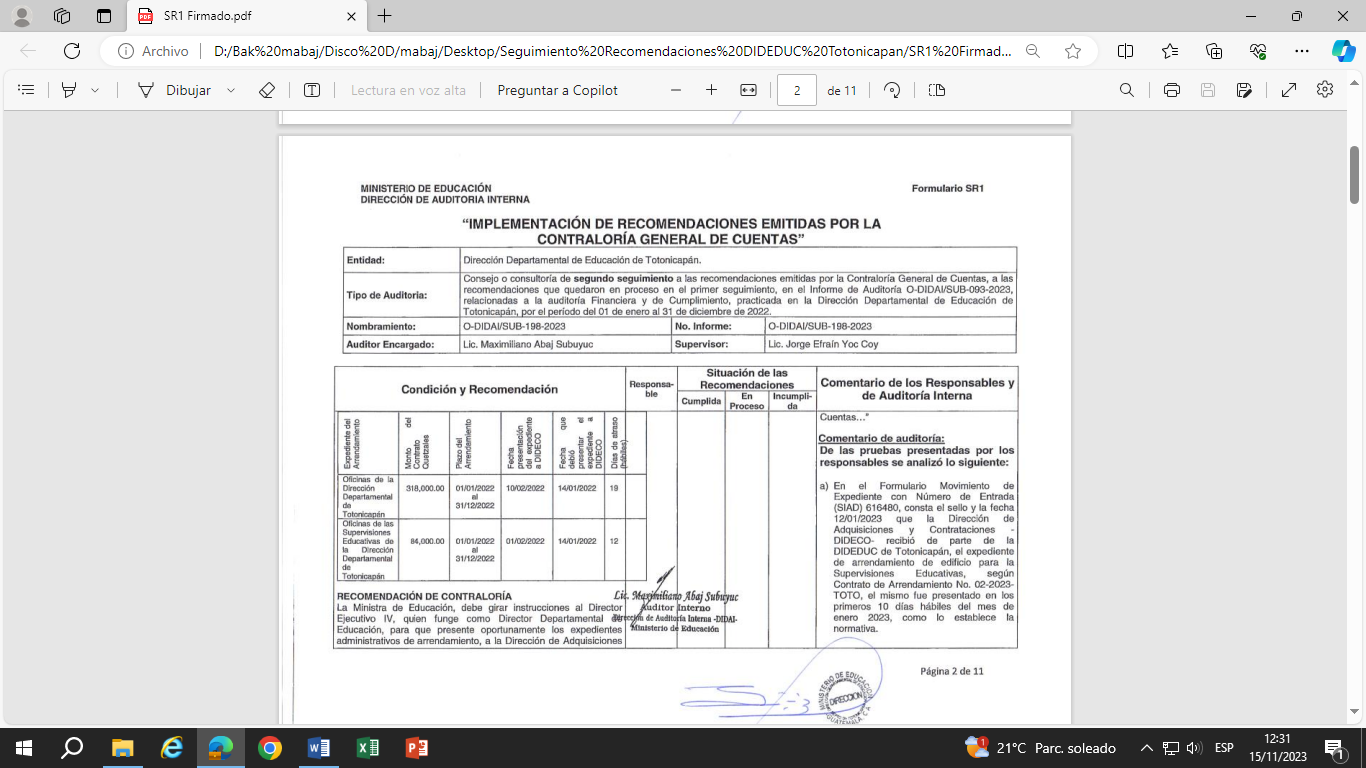 SR1 Firmado.pdf
Archivo
D:/Bak%20mabaj/Disco%20D/mabaj/Desktop/Seguimiento%20Recomendaciones%20DIDEDUC%20Totonicapan/SR1%20Firmad...
Dibujar
Lectura en voz alta
Preguntar a Copilot
2
de 11
MINISTERIO DE EDUCACIÓN
DIRECCIÓN DE AUDITORIA INTERNA
Formulario SR1
“IMPLEMENTACIÓN DE RECOMENDACIONES EMITIDAS POR LA
CONTRALORÍA GENERAL DE CUENTAS”
Entidad:
Dirección Departamental de Educación de Totonicapán.
Tipo de Auditoria:
Consejo o consultoría de segundo seguimiento a las recomendaciones emitidas por la Contraloría General de Cuentas, a las
recomendaciones que quedaron en proceso en el primer seguimiento, en el Informe de Auditoría O-DIDAI/SUB-093-2023,
relacionadas a la auditoría Financiera y de Cumplimiento, practicada en la Dirección Departamental de Educación de
Totonicapán, por el período del 01 de enero al 31 de diciembre de 2022.
Nombramiento:
O-DIDAI/SUB-198-2023
No. Informe:
O-DIDAI/SUB-198-2023
Auditor Encargado:
Lic. Maximiliano Abaj Subuyuc
Supervisor:
Lic. Jorge Efraín Yoc Coy
Condición y Recomendación
Responsa-
ble
Situación de las
Recomendaciones
Cumplida
En
Proceso
Incumpli-
da
Comentario de los Responsables y
de Auditoría Interna
Expediente del
Arrendamiento
Monto del
Contrato
Quetzales
Plazo del
Arrendamiento
Fecha
presentación
del expediente
a DIDECO
Fecha que
debió
presentar el
expediente a
DIDECO
Días de atraso
(hábiles)
Oficinas de la
Dirección
Departamental
de
Totonicapán
318,000.00
01/01/2022
al
31/12/2022
10/02/2022
14/01/2022
19
Oficinas de las
Supervisiones
Educativas de
la Dirección
Departamental
de
Totonicapán
84,000.00
01/01/2022
al
31/12/2022
01/02/2022
14/01/2022
12
RECOMENDACIÓN DE CONTRALORÍA
La Ministra de Educación, debe girar instrucciones al Director
Ejecutivo IV, quien funge como Director Departamental de
Educación, para que presente oportunamente los expedientes
administrativos de arrendamiento, a la Dirección de Adquisiciones
Lic. Maximiliano Abaj Subuyuc
Auditor Interno
Dirección de Auditoría Interna -DIDAI-
Ministerio de Educación
Cuentas...”
Comentario de auditoría:
De las pruebas presentadas por los
responsables se analizó lo siguiente:
a) En el Formulario Movimiento de
Expediente con Número de Entrada
(SIAD) 616480, consta el sello y la fecha
12/01/2023 que la Dirección de
Adquisiciones y Contrataciones -
DIDECO- recibió de parte de la
DIDEDUC de Totonicapán, el expediente
de arrendamiento de edificio para la
Supervisiones Educativas, según
Contrato de Arrendamiento No. 02-2023-
TOTO, el mismo fue presentado en los
primeros 10 días hábiles del mes de
enero 2023, como lo establece la
normativa.
Página 2 de 11
MINISTERIO DE EDUCACIÓN
DIRECCIÓN
GUATEMALA, C.A.
21°C Parc. soleado
ESP
12:31
15/11/2023
1